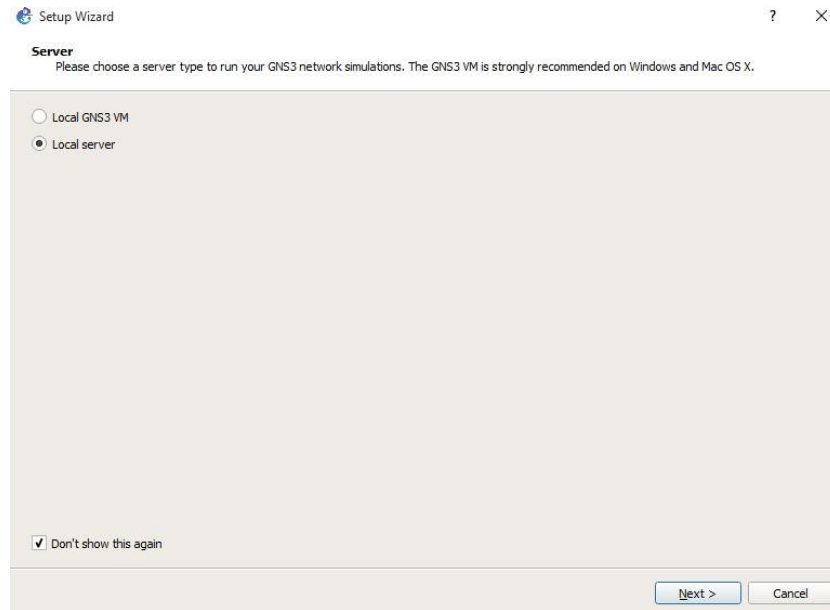 Setup Wizard
?
Server
Please choose a server type to run your GNS3 network simulations. The GNS3 VM is strongly recommended on Windows and Mac OS X.
Local GNS3 VM
Local server
Don't show this again
Next > Cancel